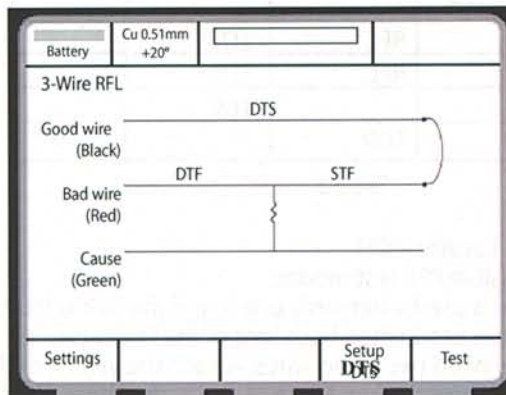 Battery
Cu 0.51mm
+20°
3-Wire RFL
DTS
Good wire
(Black)
DTF STF
Bad wire
(Red)
Cause
(Green)
Settings
Setup
DTS
Test